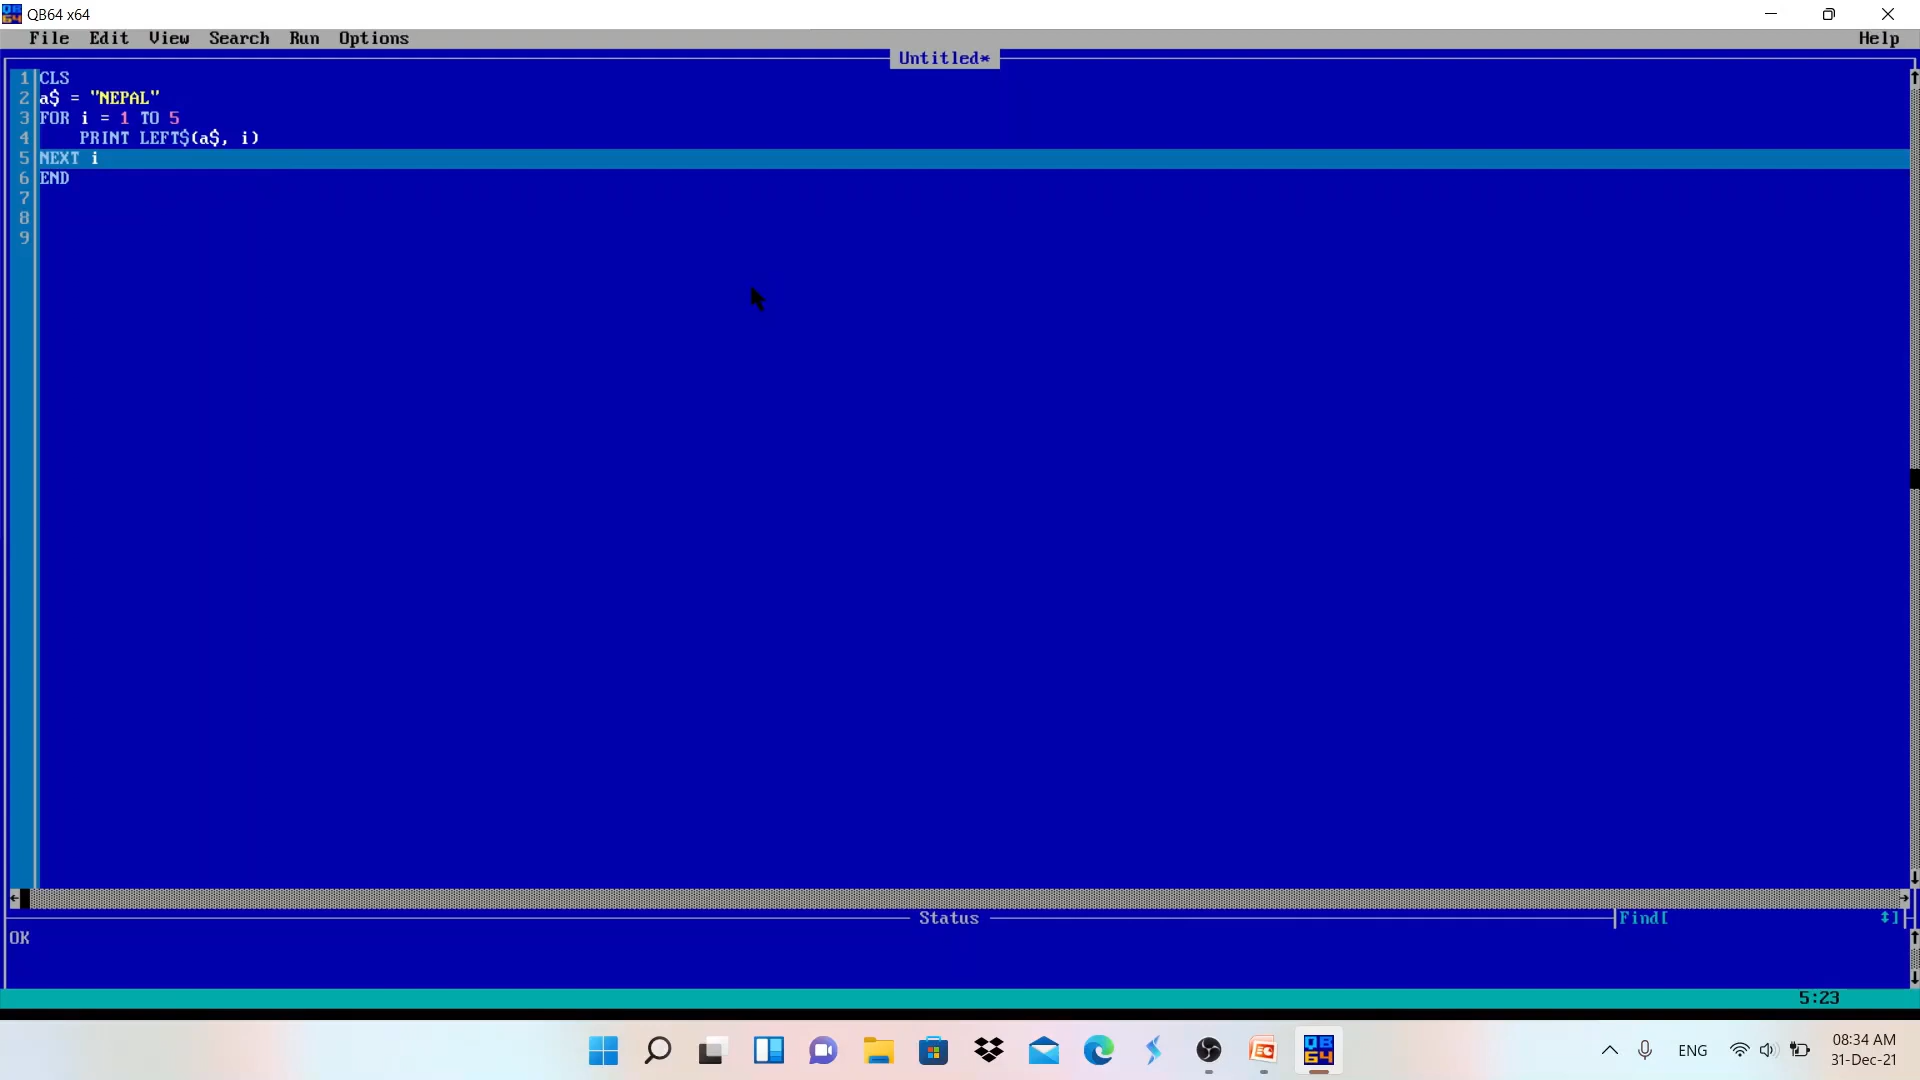 QB64 x64
File Edit View Search Run Options Help
Untitled*
1 CLS
2 a$ = "NEPAL"
3 FOR i = 1 TO 5
4     PRINT LEFT$(a$, i)
5 NEXT i
6 END
7
8
9
Status
Find[ ↕]
OK
5:23
ENG
08:34 AM
31-Dec-21